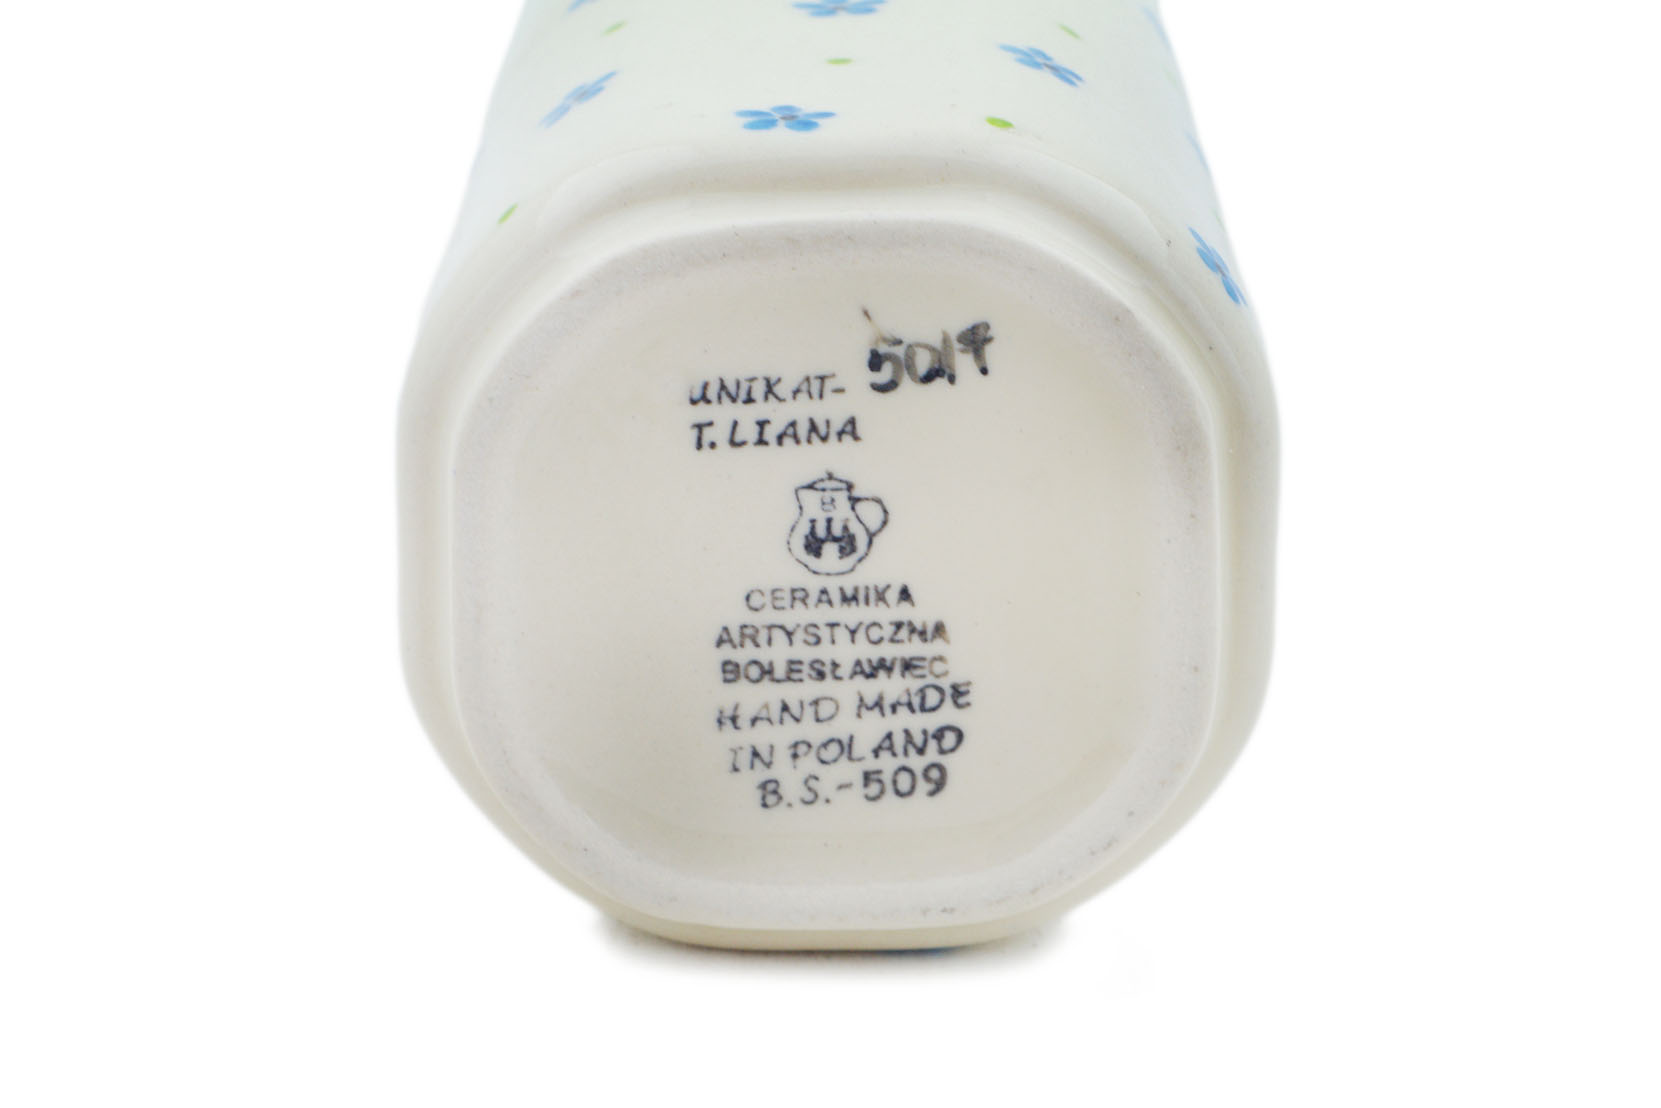 UNIKAT- 5019
T. LIANA
B
CERAMIKA
ARTYSTYCZNA
BOLESŁAWIEC
HAND MADE
IN POLAND
B.S.-509